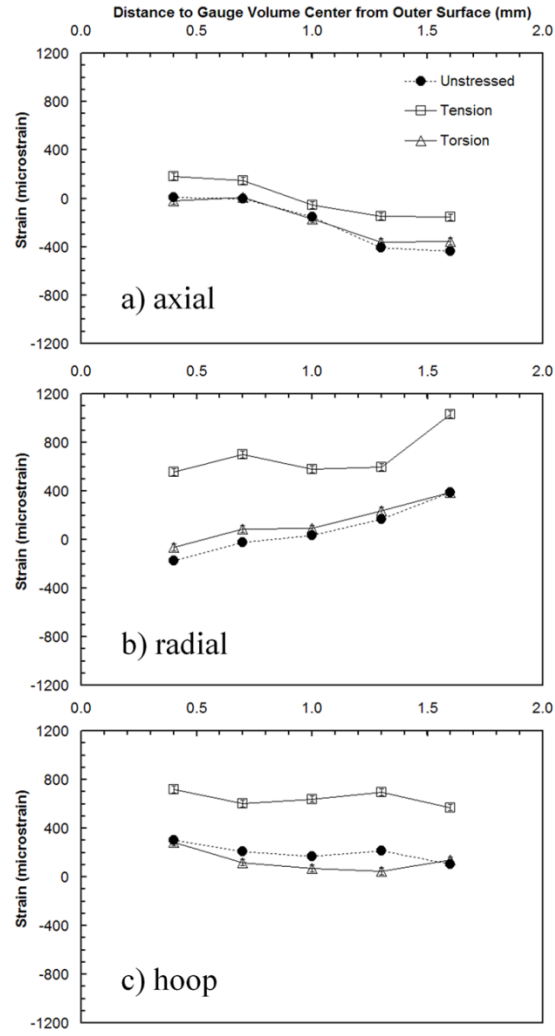 Distance to Gauge Volume Center from Outer Surface (mm)
0.0 0.5 1.0 1.5 2.0
1200
800
400
0
-400
-800
-1200
Strain (microstrain)
Unstressed
Tension
Torsion
a) axial
0.0 0.5 1.0 1.5 2.0
1200
800
400
0
-400
-800
-1200
Strain (microstrain)
b) radial
0.0 0.5 1.0 1.5 2.0
1200
800
400
0
-400
-800
-1200
Strain (microstrain)
c) hoop